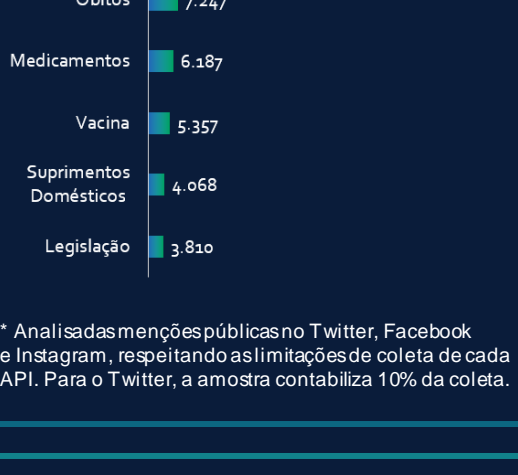 Óbitos 7.247
Medicamentos 6.187
Vacina 5.357
Suprimentos
Domésticos 4.068
Legislação 3.810
* Analisadas menções públicas no Twitter, Facebook
e Instagram, respeitando as limitações de coleta de cada
API. Para o Twitter, a amostra contabiliza 10% da coleta.